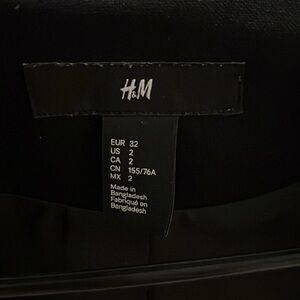 H&M
EUR 32
US 2
CA 2
CN 155/76A
MX 2
Made in
Bangladesh
Fabriqué en
Bangladesh